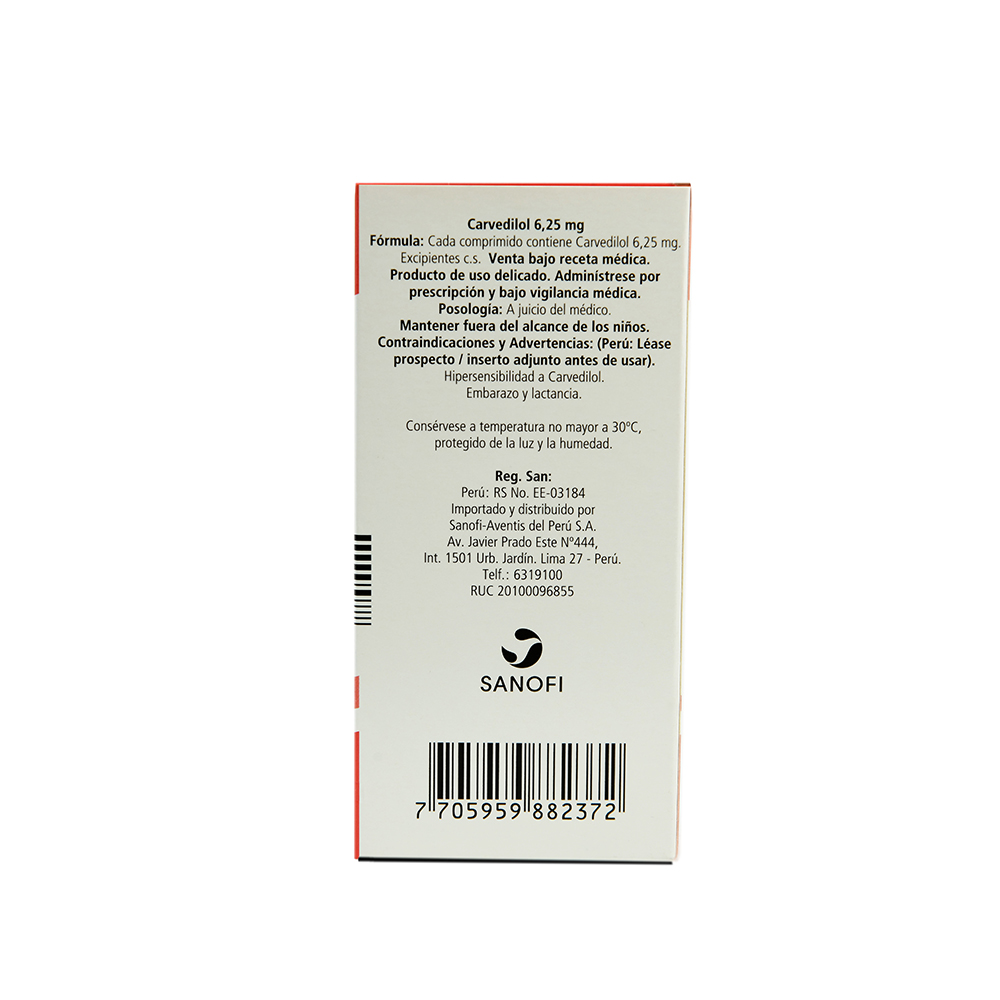 Carvedilol 6,25 mg
Fórmula: Cada comprimido contiene Carvedilol 6,25 mg.
Excipientes c.s. Venta bajo receta médica.
Producto de uso delicado. Adminístrese por
prescripción y bajo vigilancia médica.
Posología: A juicio del médico.
Mantener fuera del alcance de los niños.
Contraindicaciones y Advertencias: (Perú: Léase
prospecto / inserto adjunto antes de usar).
Hipersensibilidad a Carvedilol.
Embarazo y lactancia.
Consérvese a temperatura no mayor a 30°C,
protegido de la luz y la humedad.
Reg. San:
Perú: RS No. EE-03184
Importado y distribuido por
Sanofi-Aventis del Perú S.A.
Av. Javier Prado Este N°444,
Int. 1501 Urb. Jardín. Lima 27 - Perú.
Telf.: 6319100
RUC 20100096855
SANOFI
7 705959 882372